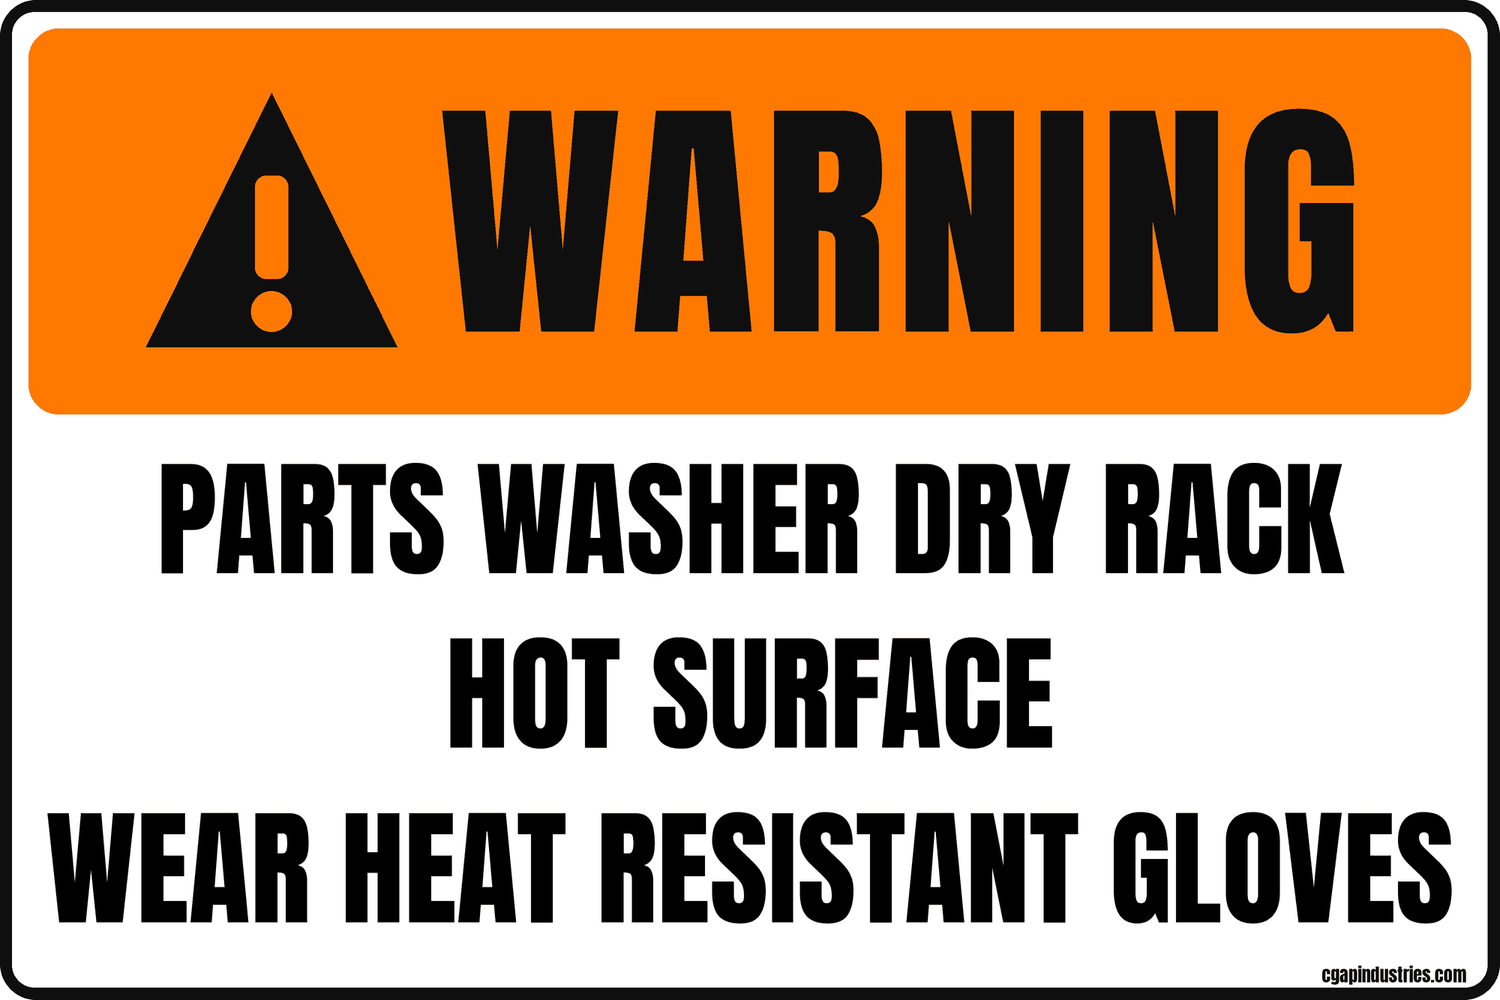 WARNING
PARTS WASHER DRY RACK
HOT SURFACE
WEAR HEAT RESISTANT GLOVES
cgapindustries.com